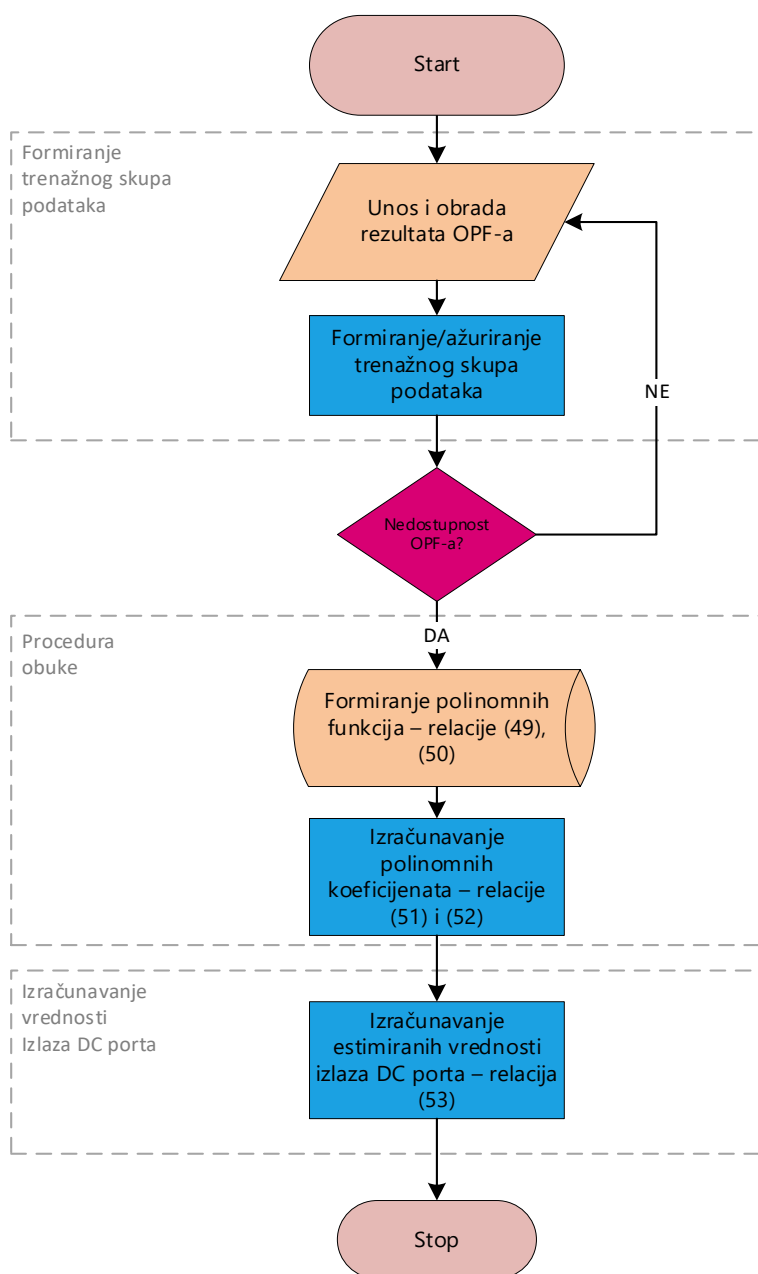 Start
Formiranje
trenažnog skupa
podataka
Unos i obrada
rezultata OPF-a
Formiranje/ažuriranje
trenažnog skupa
podataka
NE
Nedostupnost
OPF-a?
DA
Procedura
obuke
Formiranje polinomnih
funkcija – relacije (49),
(50)
Izračunavanje
polinomnih
koeficijenata – relacije
(51) i (52)
Izračunavanje
vrednosti
Izlaza DC porta
Izračunavanje
estimiranih vrednosti
izlaza DC porta – relacija
(53)
Stop